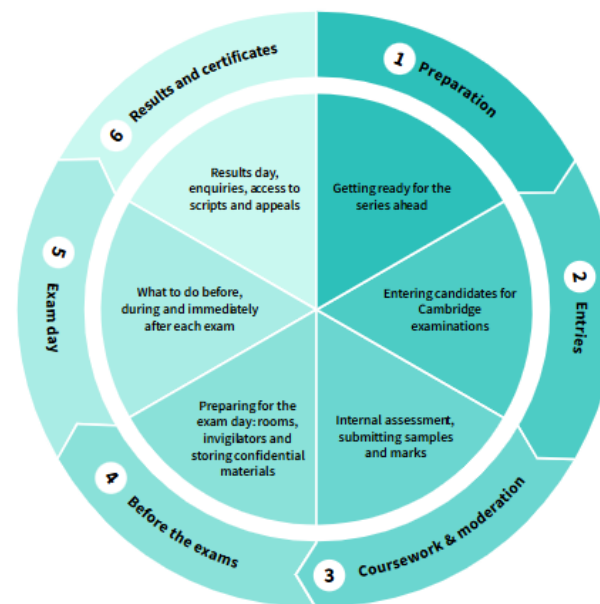 1 Preparation
Getting ready for the
series ahead
2 Entries
Entering candidates for
Cambridge
examinations
3 Coursework & moderation
Internal assessment,
submitting samples
and marks
4 Before the exams
Preparing for the
exam day: rooms,
invigilators and
storing confidential
materials
5 Exam day
What to do before,
during and immediately
after each exam
6 Results and certificates
Results day,
enquiries, access to
scripts and appeals